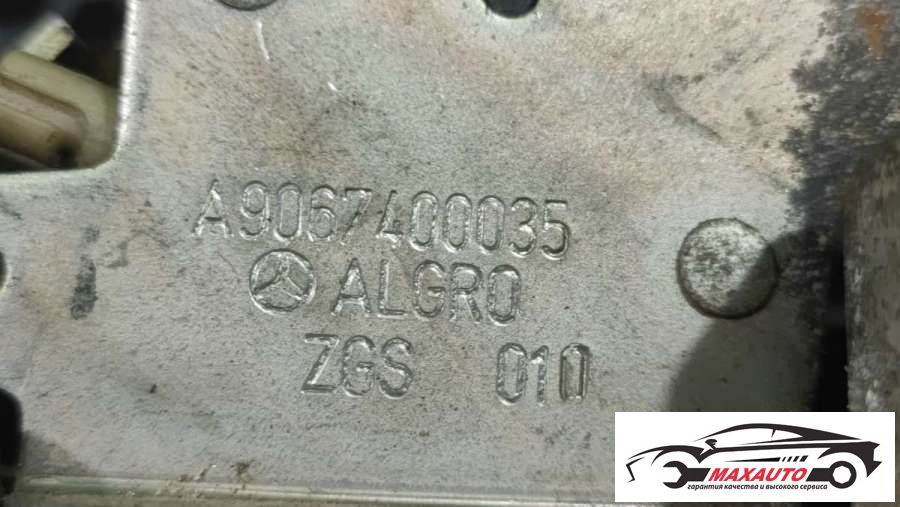 A9067400035
ALGRO
ZGS 010
MAXAUTO
гарантия качества и высокого сервиса